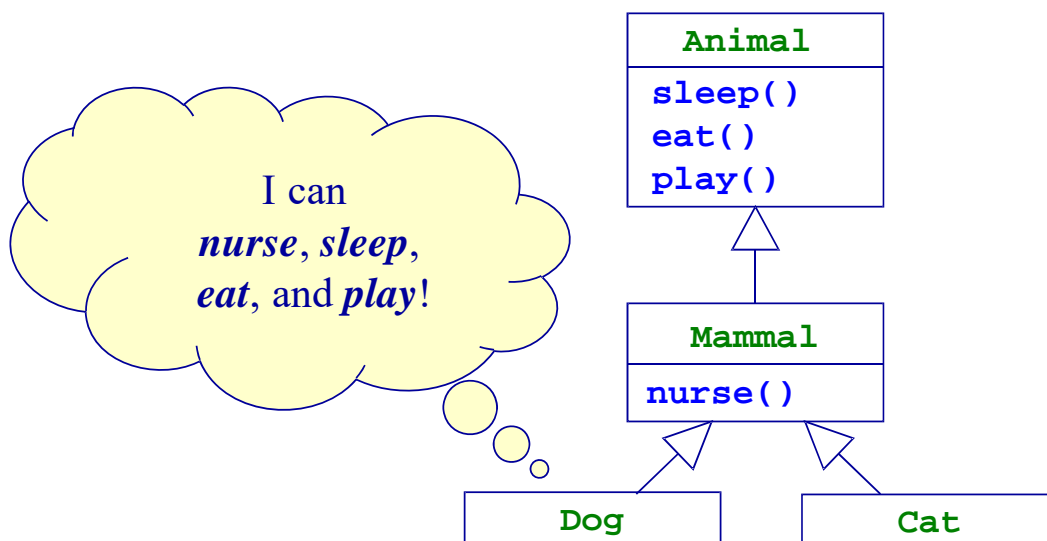 Animal
sleep()
eat()
play()
I can
nurse, sleep,
eat, and play!
Mammal
nurse()
Dog
Cat